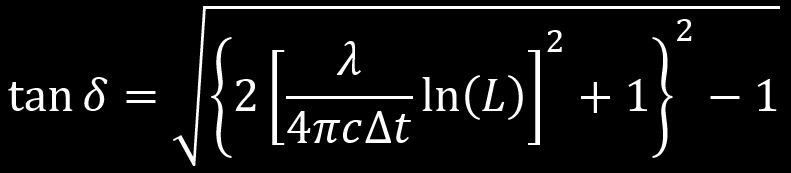 tan δ = √({2[λ/(4πcΔt) ln(L)]² + 1}² − 1)